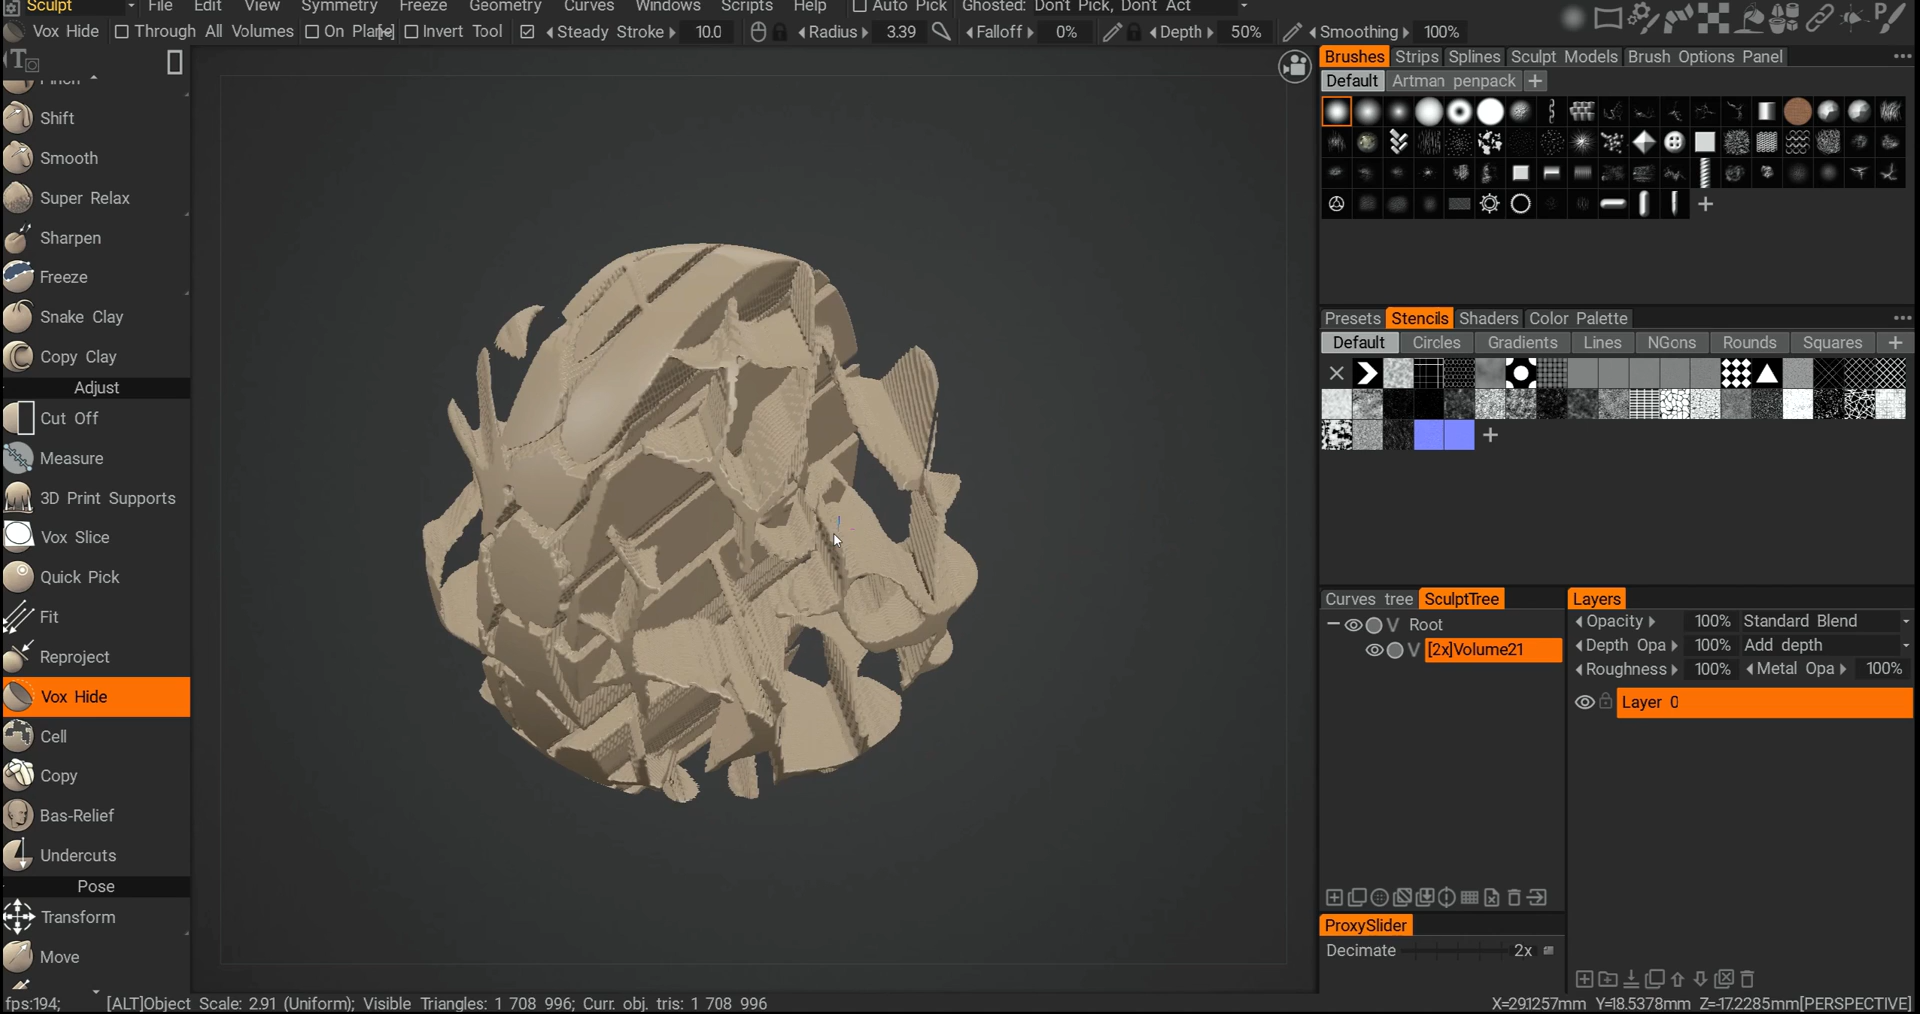 Sculpt File Edit View Symmetry Freeze Geometry Curves Windows Scripts Help Auto Pick Ghosted: Don't Pick, Don't Act
Vox Hide Through All Volumes On Plane Invert Tool Steady Stroke 10.0 Radius 3.39 Falloff 0% Depth 50% Smoothing 100%
Pinch
Shift
Smooth
Super Relax
Sharpen
Freeze
Snake Clay
Copy Clay
Adjust
Cut Off
Measure
3D Print Supports
Vox Slice
Quick Pick
Fit
Reproject
Vox Hide
Cell
Copy
Bas-Relief
Undercuts
Pose
Transform
Move
Brushes Strips Splines Sculpt Models Brush Options Panel
Default Artman penpack +
Presets Stencils Shaders Color Palette
Default Circles Gradients Lines NGons Rounds Squares +
Curves tree SculptTree
Root
[2x]Volume21
ProxySlider
Decimate 2x
Layers
Opacity 100% Standard Blend
Depth Opa 100% Add depth
Roughness 100% Metal Opa 100%
Layer 0
fps:194; [ALT]Object Scale: 2.91 (Uniform); Visible Triangles: 1 708 996; Curr. obj. tris: 1 708 996
X=29.1257mm Y=18.5378mm Z=-17.2285mm[PERSPECTIVE]